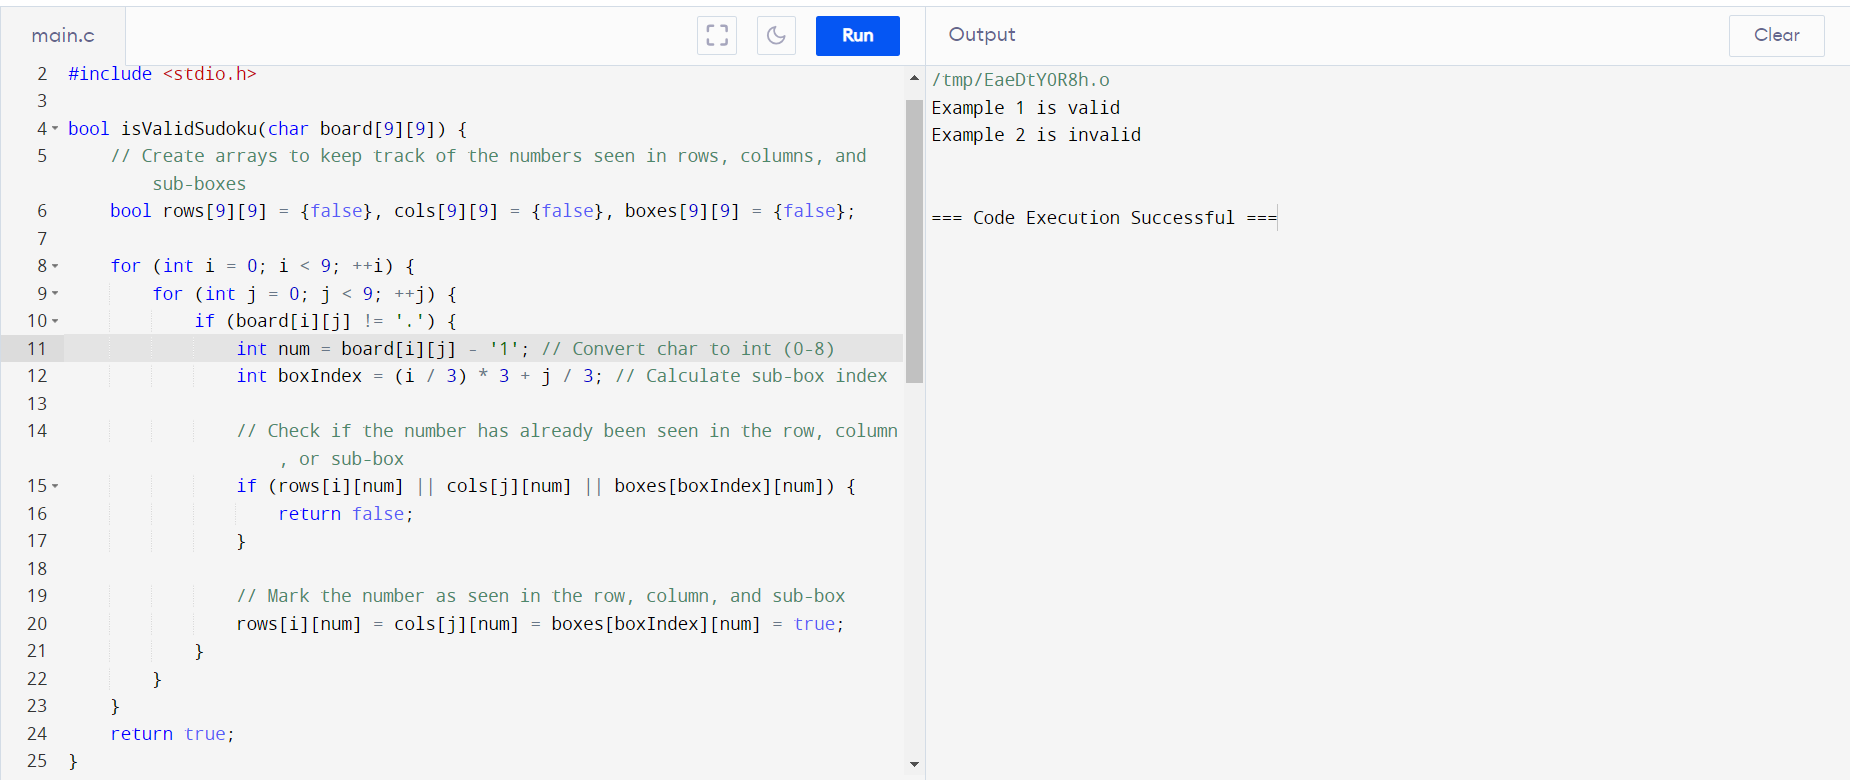 main.c
Run
Output
Clear
2 #include <stdio.h>
3
4 bool isValidSudoku(char board[9][9]) {
5 // Create arrays to keep track of the numbers seen in rows, columns, and
sub-boxes
6 bool rows[9][9] = {false}, cols[9][9] = {false}, boxes[9][9] = {false};
7
8 for (int i = 0; i < 9; ++i) {
9 for (int j = 0; j < 9; ++j) {
10 if (board[i][j] != '.') {
11 int num = board[i][j] - '1'; // Convert char to int (0-8)
12 int boxIndex = (i / 3) * 3 + j / 3; // Calculate sub-box index
13
14 // Check if the number has already been seen in the row, column
, or sub-box
15 if (rows[i][num] || cols[j][num] || boxes[boxIndex][num]) {
16 return false;
17 }
18
19 // Mark the number as seen in the row, column, and sub-box
20 rows[i][num] = cols[j][num] = boxes[boxIndex][num] = true;
21 }
22 }
23 }
24 return true;
25 }
/tmp/EaeDtYOR8h.o
Example 1 is valid
Example 2 is invalid
=== Code Execution Successful ===